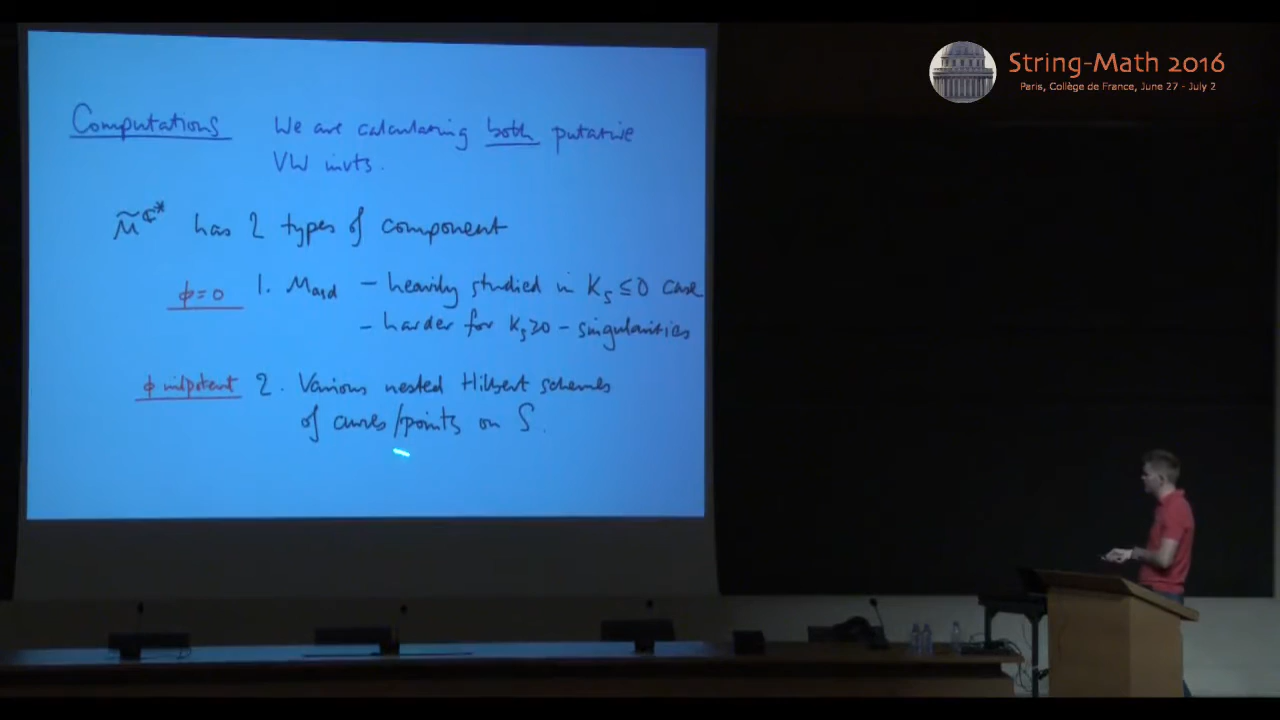 String-Math 2016
Paris, Collège de France, June 27 - July 2
Computations We are calculating both putative
VW invts.
M̃^ℂ* has 2 types of component
ϕ=0 1. Masd – heavily studied in K_S ≤ 0 case
– harder for K_S>0 – singularities
ϕ nilpotent 2. Various nested Hilbert schemes
of curves/points on S.